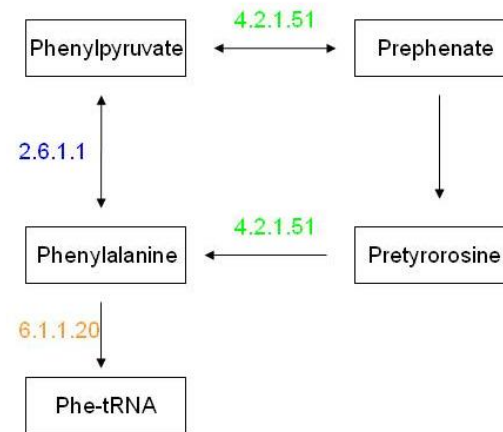 4.2.1.51
Phenylpyruvate
Prephenate
2.6.1.1
4.2.1.51
Phenylalanine
Pretyrorosine
6.1.1.20
Phe-tRNA